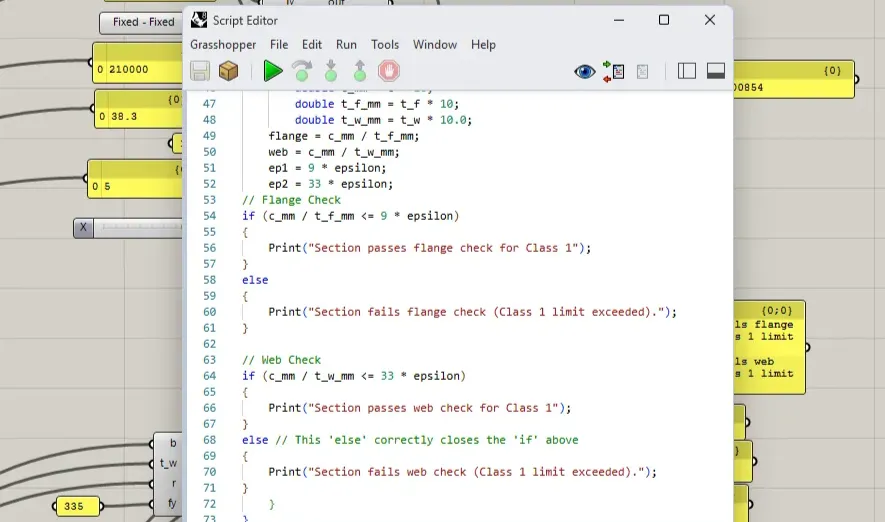 Script Editor
Fixed - Fixed
Grasshopper File Edit Run Tools Window Help
0 210000
{0}
00854
0 38.3
0 5
X
47 double t_f_mm = t_f * 10;
48 double t_w_mm = t_w * 10.0;
49 flange = c_mm / t_f_mm;
50 web = c_mm / t_w_mm;
51 ep1 = 9 * epsilon;
52 ep2 = 33 * epsilon;
53 // Flange Check
54 if (c_mm / t_f_mm <= 9 * epsilon)
55 {
56 Print("Section passes flange check for Class 1");
57 }
58 else
59 {
60 Print("Section fails flange check (Class 1 limit exceeded).");
61 }
62
63 // Web Check
64 if (c_mm / t_w_mm <= 33 * epsilon)
65 {
66 Print("Section passes web check for Class 1");
67 }
68 else // This 'else' correctly closes the 'if' above
69 {
70 Print("Section fails web check (Class 1 limit exceeded).");
71 }
72 }
73 }
{0;0}
ls flange
s 1 limit
ls web
s 1 limit
b
t_w
r
fy
335